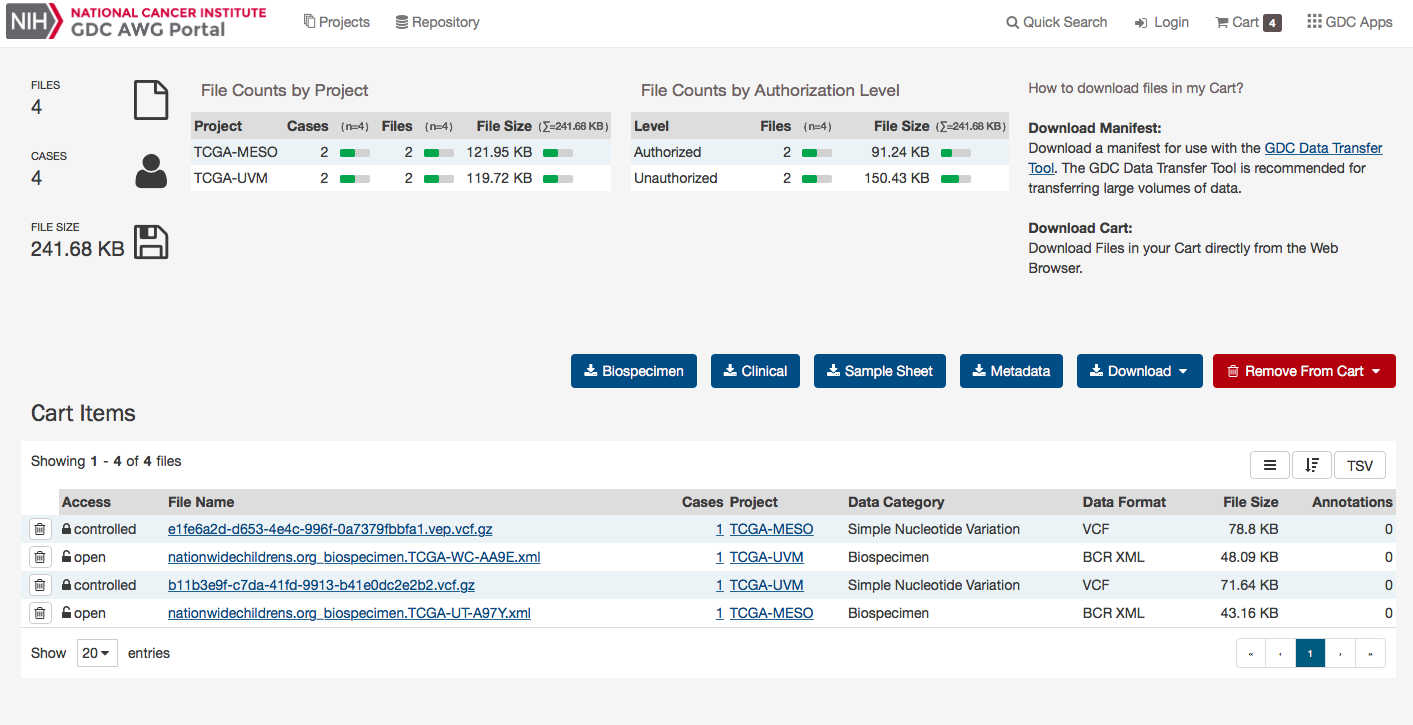 NIH NATIONAL CANCER INSTITUTE
GDC AWG Portal
Projects Repository Quick Search Login Cart 4 GDC Apps
FILES
4
CASES
4
FILE SIZE
241.68 KB
File Counts by Project
Project Cases (n=4) Files (n=4) File Size (∑=241.68 KB)
TCGA-MESO 2 2 121.95 KB
TCGA-UVM 2 2 119.72 KB
File Counts by Authorization Level
Level Files (n=4) File Size (∑=241.68 KB)
Authorized 2 91.24 KB
Unauthorized 2 150.43 KB
How to download files in my Cart?
Download Manifest:
Download a manifest for use with the GDC Data Transfer
Tool. The GDC Data Transfer Tool is recommended for
transferring large volumes of data.
Download Cart:
Download Files in your Cart directly from the Web
Browser.
Biospecimen Clinical Sample Sheet Metadata Download Remove From Cart
Cart Items
Showing 1 - 4 of 4 files
TSV
Access File Name Cases Project Data Category Data Format File Size Annotations
controlled e1fe6a2d-d653-4e4c-996f-0a7379fbbfa1.vep.vcf.gz 1 TCGA-MESO Simple Nucleotide Variation VCF 78.8 KB 0
open nationwidechildrens.org_biospecimen.TCGA-WC-AA9E.xml 1 TCGA-UVM Biospecimen BCR XML 48.09 KB 0
controlled b11b3e9f-c7da-41fd-9913-b41e0dc2e2b2.vcf.gz 1 TCGA-UVM Simple Nucleotide Variation VCF 71.64 KB 0
open nationwidechildrens.org_biospecimen.TCGA-UT-A97Y.xml 1 TCGA-MESO Biospecimen BCR XML 43.16 KB 0
Show 20 entries
« ‹ 1 › »